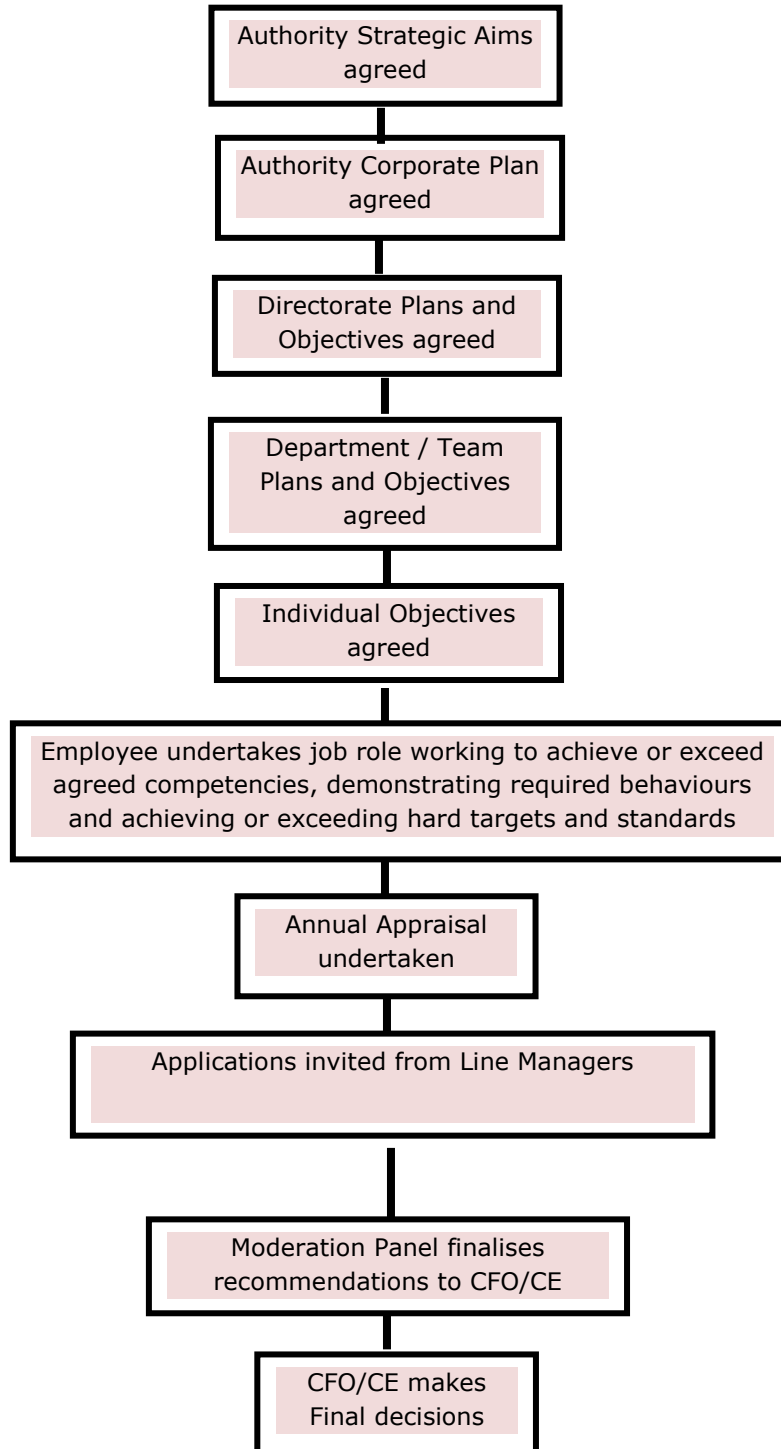 Authority Strategic Aims
agreed
Authority Corporate Plan
agreed
Directorate Plans and
Objectives agreed
Department / Team
Plans and Objectives
agreed
Individual Objectives
agreed
Employee undertakes job role working to achieve or exceed
agreed competencies, demonstrating required behaviours
and achieving or exceeding hard targets and standards
Annual Appraisal
undertaken
Applications invited from Line Managers
Moderation Panel finalises
recommendations to CFO/CE
CFO/CE makes
Final decisions